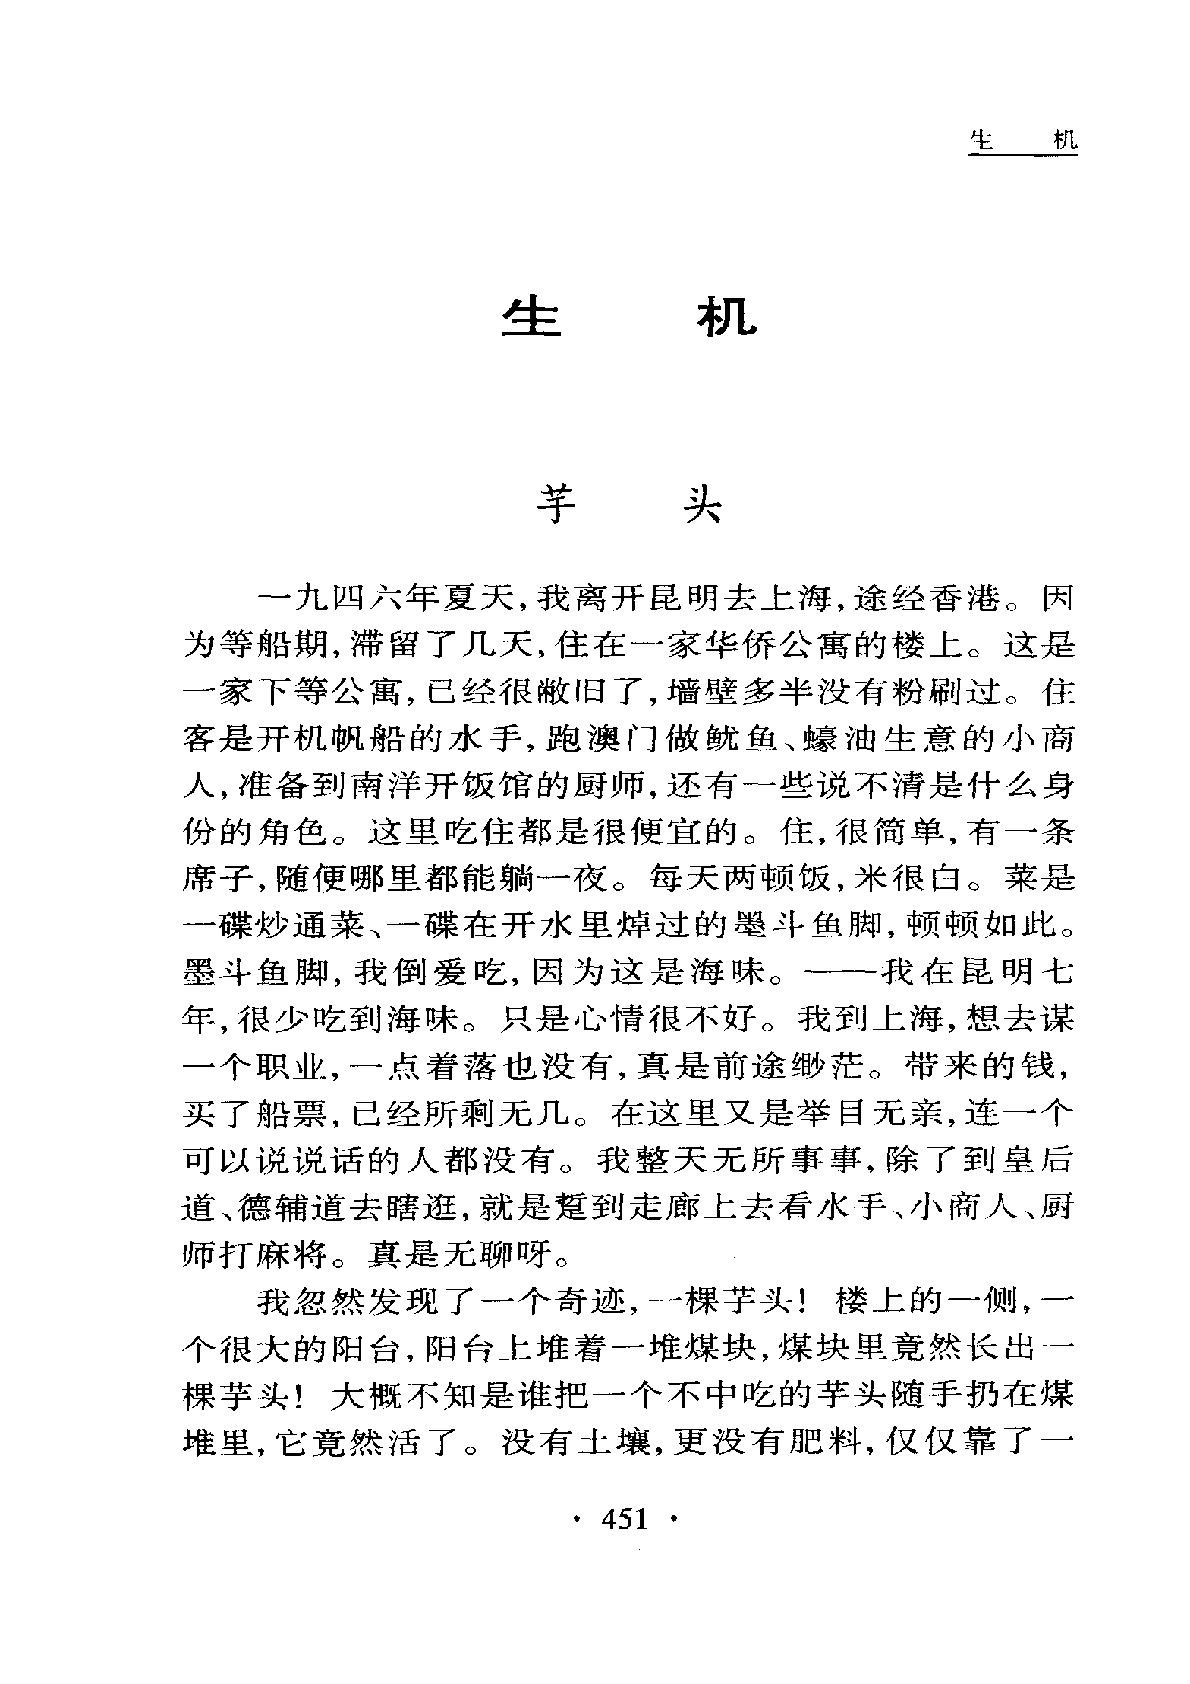 生 机
生 机
芋 头
一九四六年夏天,我离开昆明去上海,途经香港。因
为等船期,滞留了几天,住在一家华侨公寓的楼上。这是
一家下等公寓,已经很敝旧了,墙壁多半没有粉刷过。住
客是开机帆船的水手,跑澳门做鱿鱼、蠔油生意的小商
人,准备到南洋开饭馆的厨师,还有一些说不清是什么身
份的角色。这里吃住都是很便宜的。住,很简单,有一条
席子,随便哪里都能躺一夜。每天两顿饭,米很白。菜是
一碟炒通菜、一碟在开水里焯过的墨斗鱼脚,顿顿如此。
墨斗鱼脚,我倒爱吃,因为这是海味。——我在昆明七
年,很少吃到海味。只是心情很不好。我到上海,想去谋
一个职业,一点着落也没有,真是前途缈茫。带来的钱,
买了船票,已经所剩无几。在这里又是举目无亲,连一个
可以说说话的人都没有。我整天无所事事,除了到皇后
道、德辅道去瞎逛,就是踅到走廊上去看水手、小商人、厨
师打麻将。真是无聊呀。
我忽然发现了一个奇迹,一棵芋头!楼上的一侧,一
个很大的阳台,阳台上堆着一堆煤块,煤块里竟然长出一
棵芋头!大概不知是谁把一个不中吃的芋头随手扔在煤
堆里,它竟然活了。没有土壤,更没有肥料,仅仅靠了一
· 451 ·